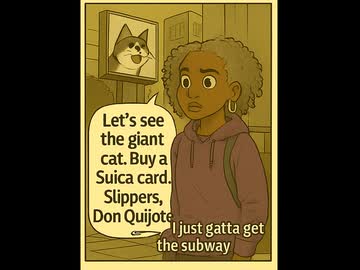 Let's see
the giant
cat. Buy a
Suica card.
Slippers,
Don Quijote
I just gatta get
the subway